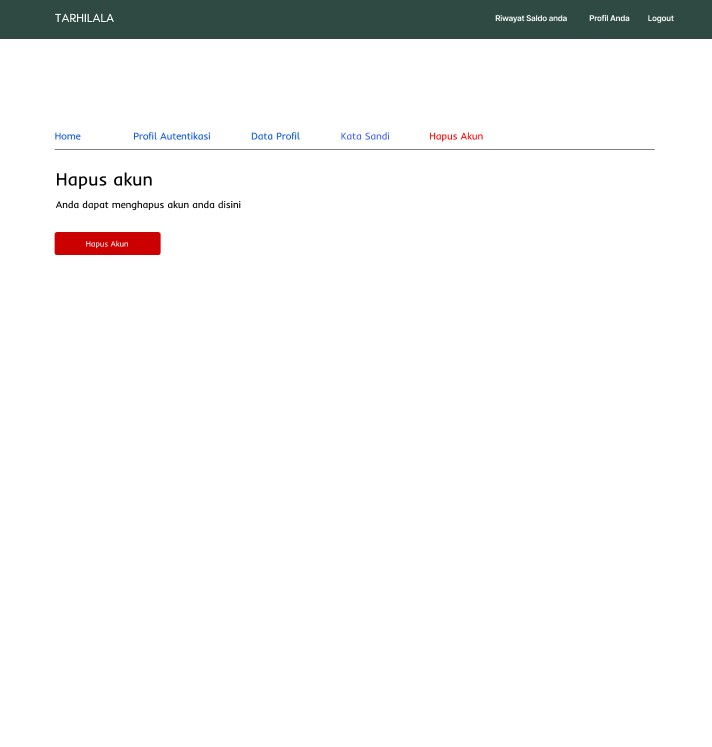 TARHILALA Riwayat Saldo anda Profil Anda Logout
Home Profil Autentikasi Data Profil Kata Sandi Hapus Akun
Hapus akun
Anda dapat menghapus akun anda disini
Hapus Akun